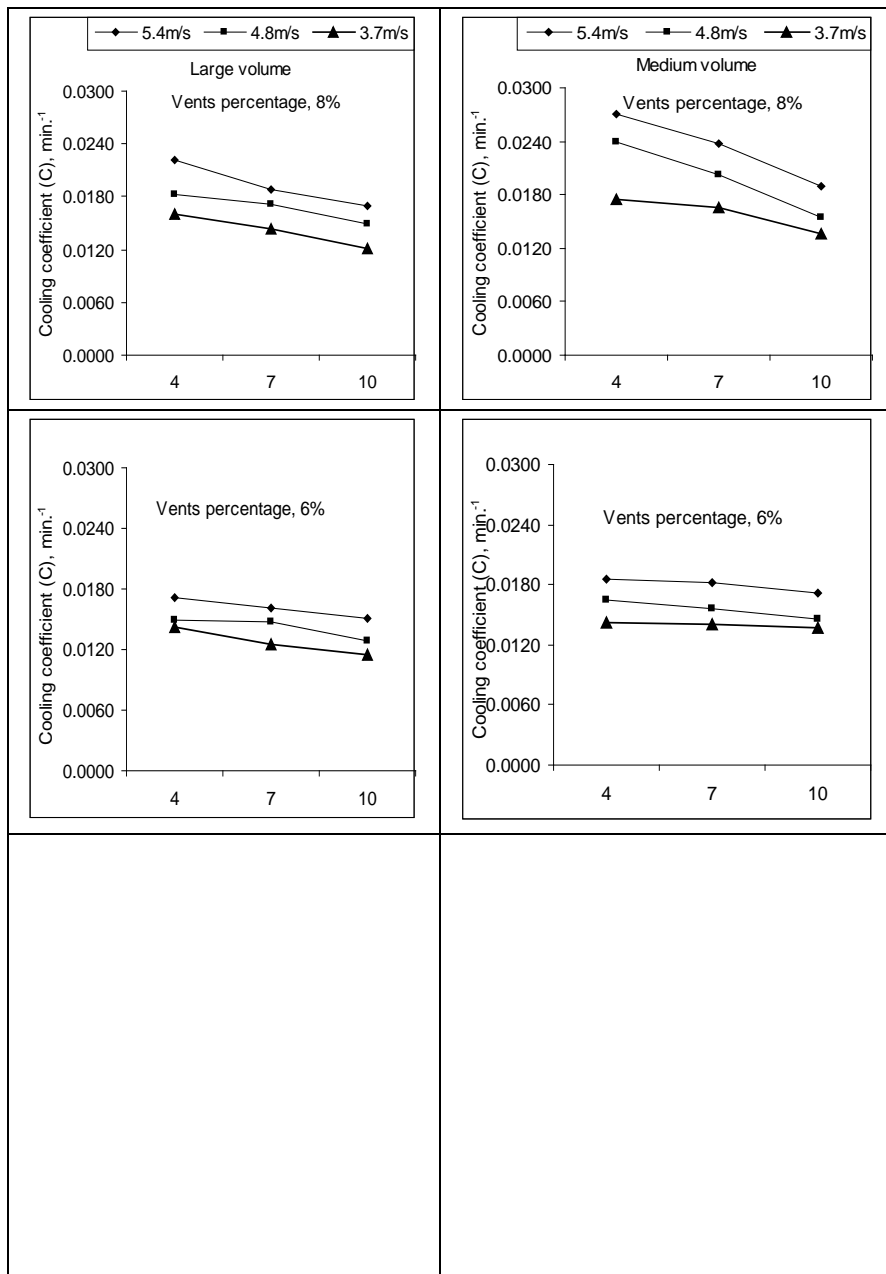 5.4m/s 4.8m/s 3.7m/s
Large volume
Vents percentage, 8%
Cooling coefficient (C), min.-1
0.0300
0.0240
0.0180
0.0120
0.0060
0.0000
4 7 10
5.4m/s 4.8m/s 3.7m/s
Medium volume
Vents percentage, 8%
Cooling coefficient (C), min.-1
0.0300
0.0240
0.0180
0.0120
0.0060
0.0000
4 7 10
Vents percentage, 6%
Cooling coefficient (C), min.-1
0.0300
0.0240
0.0180
0.0120
0.0060
0.0000
4 7 10
Vents percentage, 6%
Cooling coefficient (C), min.-1
0.0300
0.0240
0.0180
0.0120
0.0060
0.0000
4 7 10